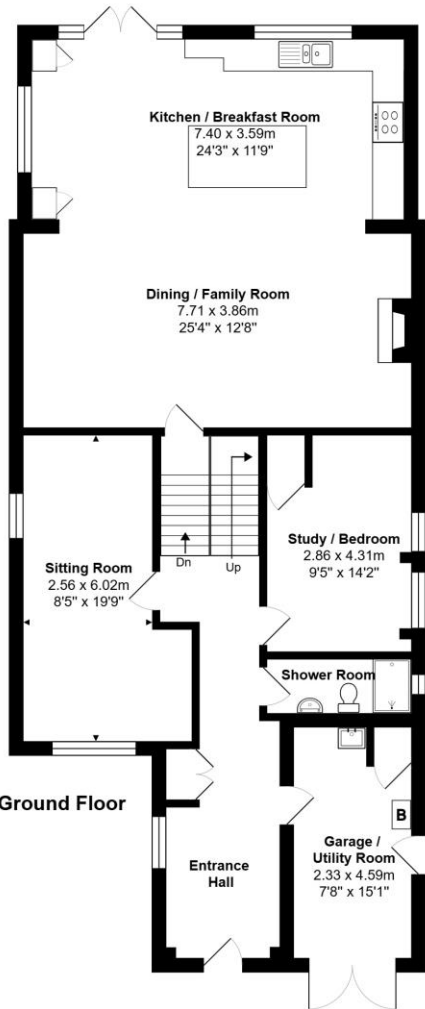 Kitchen / Breakfast Room
7.40 x 3.59m
24'3" x 11'9"
Dining / Family Room
7.71 x 3.86m
25'4" x 12'8"
Dn
Up
Sitting Room
2.56 x 6.02m
8'5" x 19'9"
Study / Bedroom
2.86 x 4.31m
9'5" x 14'2"
Shower Room
Ground Floor
B
Entrance
Hall
Garage /
Utility Room
2.33 x 4.59m
7'8" x 15'1"